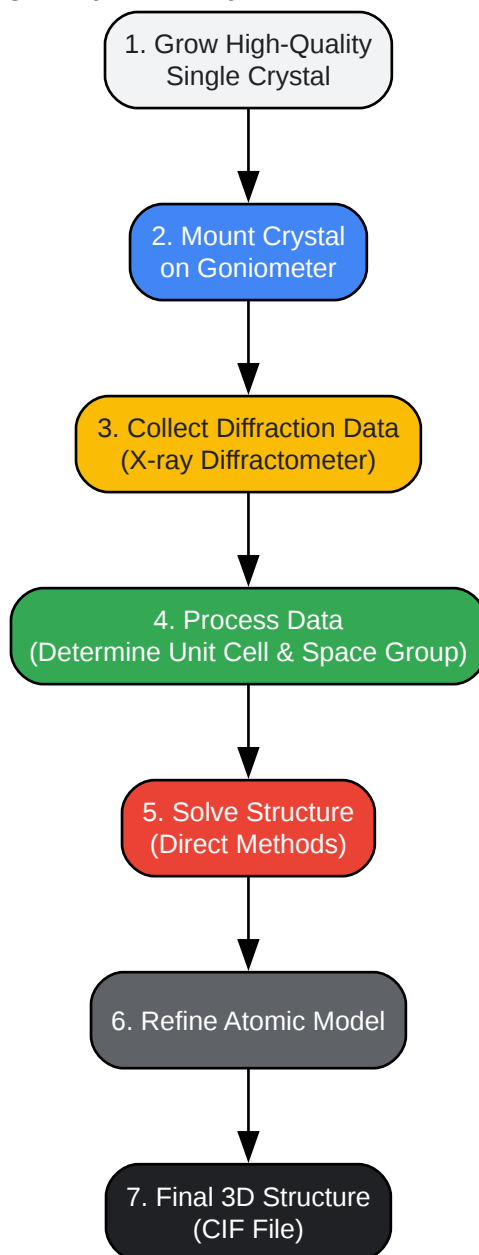 1. Grow High-Quality
Single Crystal
2. Mount Crystal
on Goniometer
3. Collect Diffraction Data
(X-ray Diffractometer)
4. Process Data
(Determine Unit Cell & Space Group)
5. Solve Structure
(Direct Methods)
6. Refine Atomic Model
7. Final 3D Structure
(CIF File)